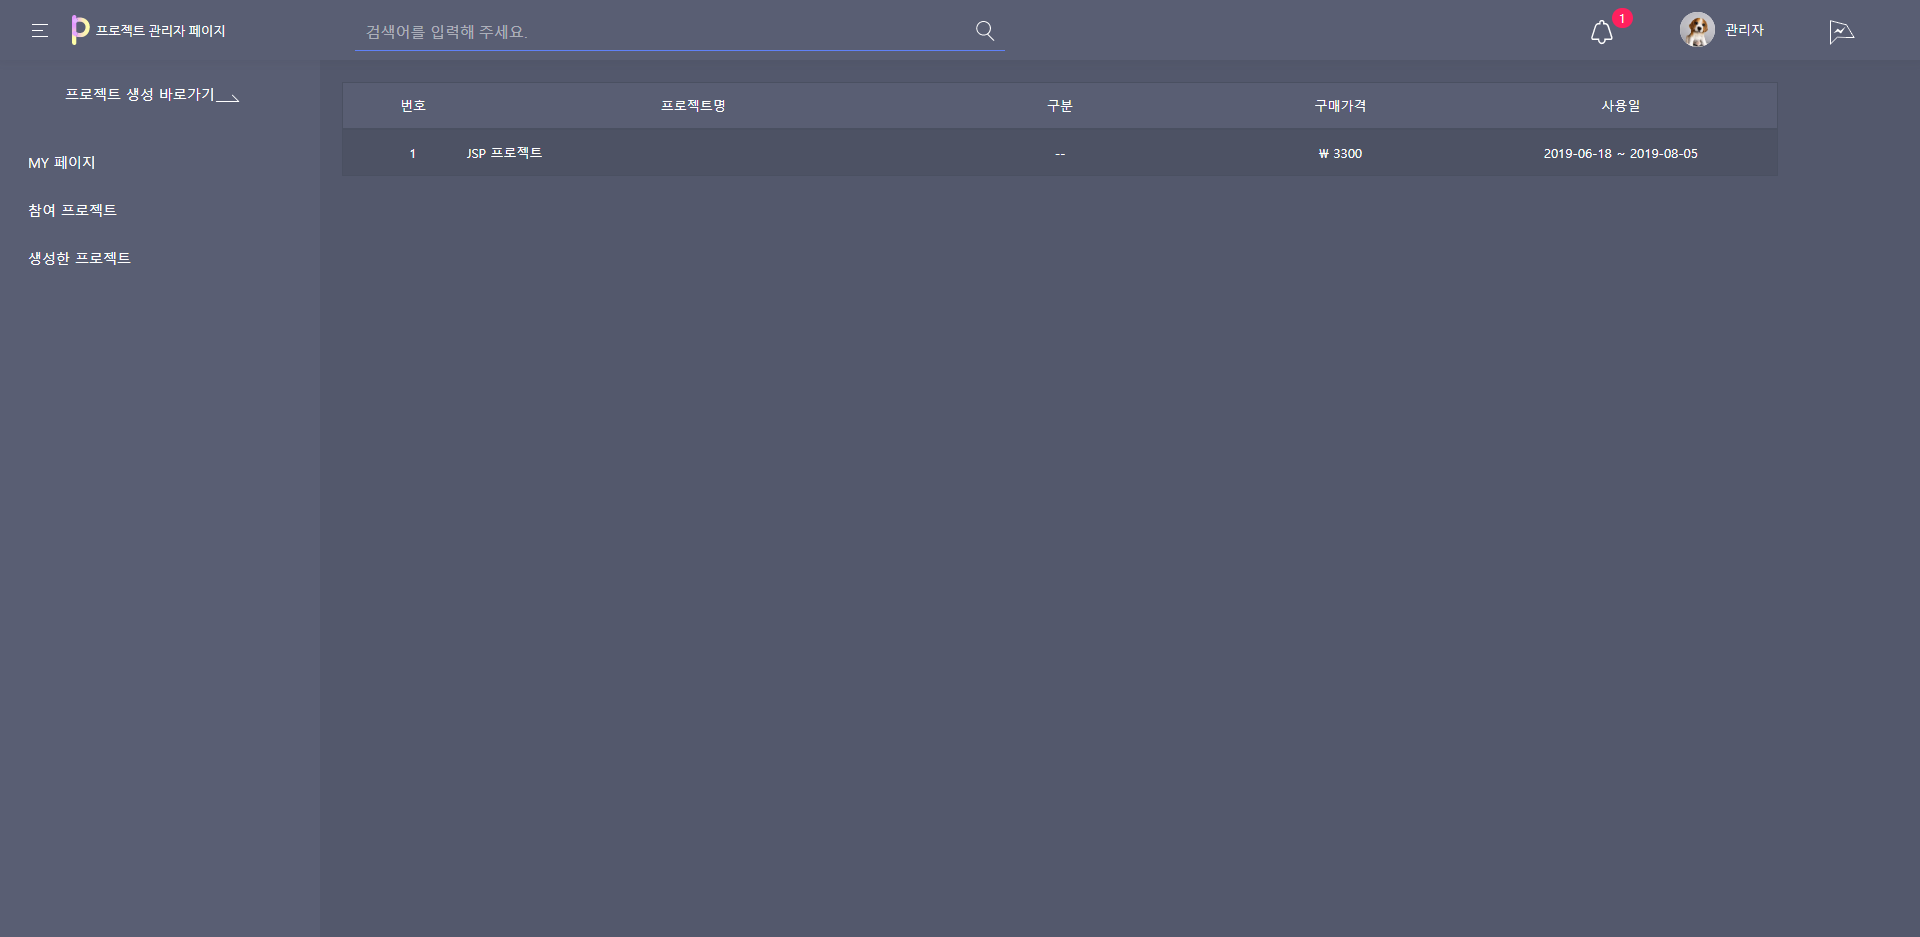 프로젝트 관리자 페이지
검색어를 입력해 주세요.
1
관리자
프로젝트 생성 바로가기
MY 페이지
참여 프로젝트
생성한 프로젝트
번호 프로젝트명 구분 구매가격 사용일
1 JSP 프로젝트 -- ₩ 3300 2019-06-18 ~ 2019-08-05